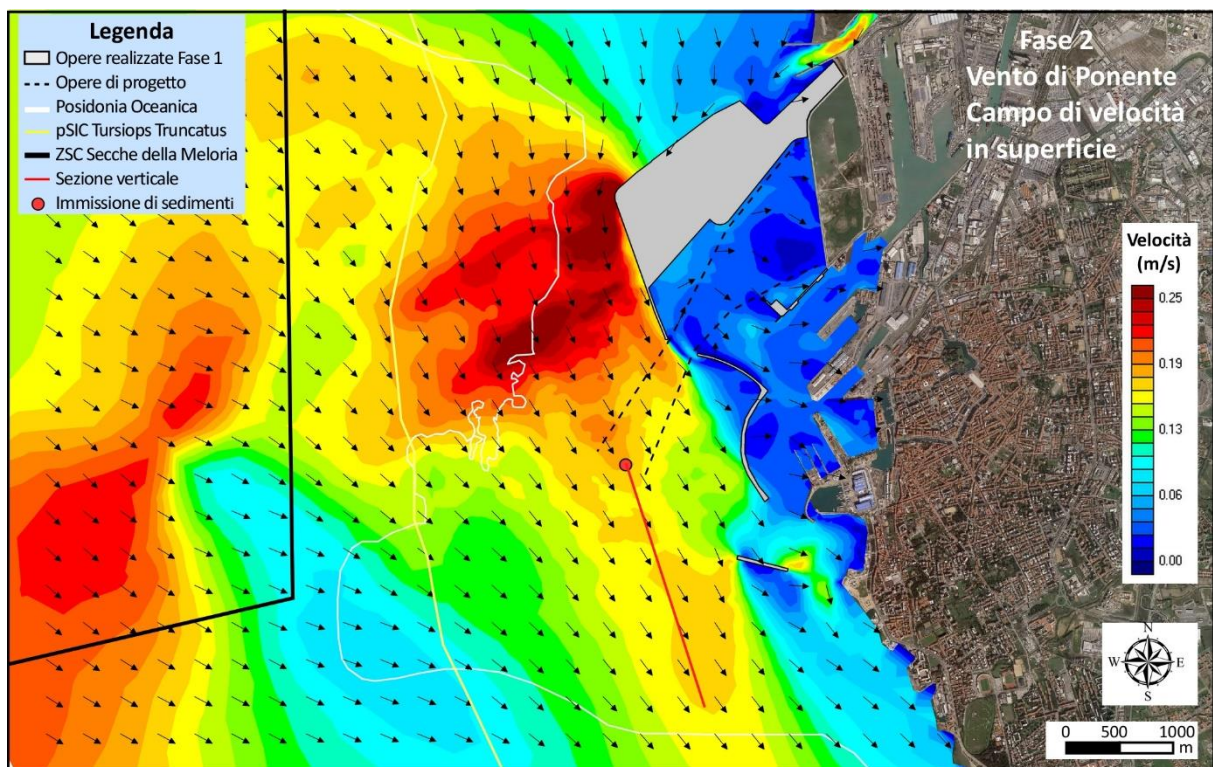 Legenda
Opere realizzate Fase 1
Opere di progetto
Posidonia Oceanica
pSIC Tursiops Truncatus
ZSC Secche della Meloria
Sezione verticale
Immissione di sedimenti
Fase 2
Vento di Ponente
Campo di velocità
in superficie
Velocità
(m/s)
0.25
0.19
0.13
0.06
0.00
N
W E
S
0 500 1000
m